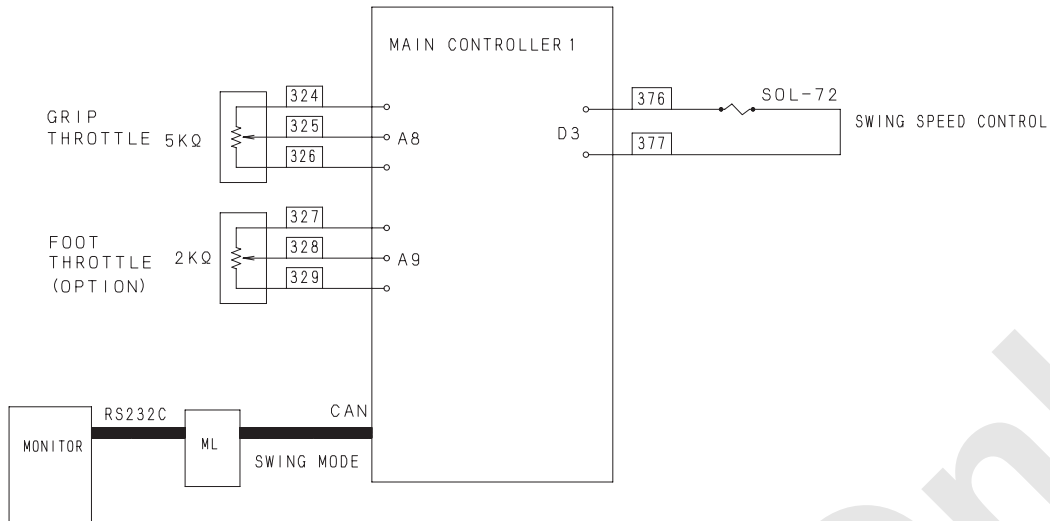 MAIN CONTROLLER 1
GRIP
THROTTLE
5KΩ
324
325
326
A8
376
SOL-72
D3
377
SWING SPEED CONTROL
FOOT
THROTTLE
(OPTION)
2KΩ
327
328
329
A9
RS232C
CAN
MONITOR
ML
SWING MODE